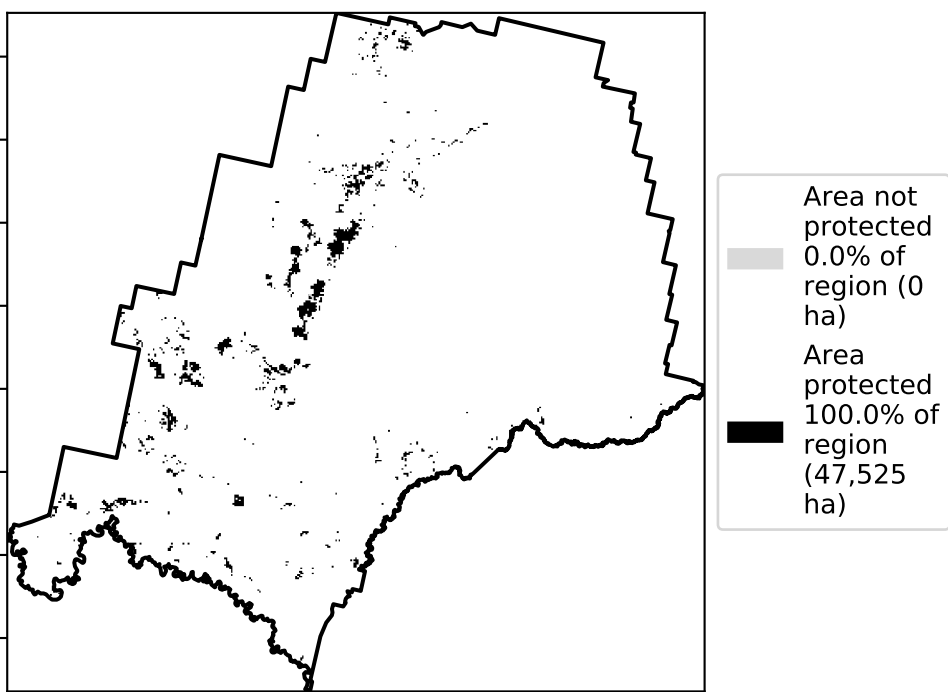 Area not
protected
0.0% of
region (0
ha)
Area
protected
100.0% of
region
(47,525
ha)